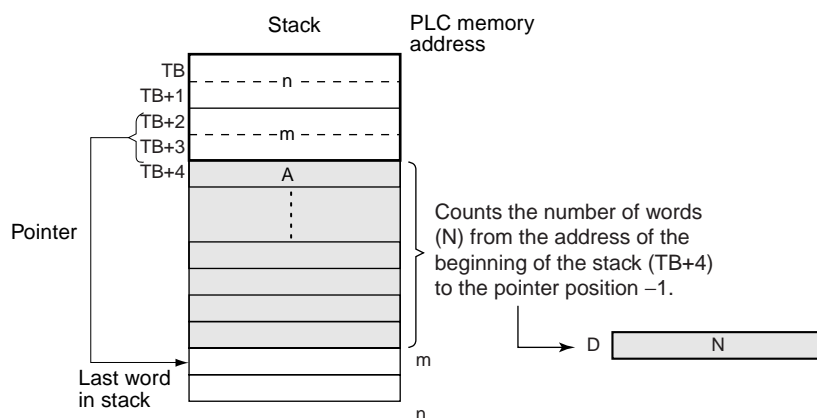 Stack
PLC memory
address
TB
n
TB+1
TB+2
m
TB+3
TB+4
A
Pointer
Counts the number of words
(N) from the address of the
beginning of the stack (TB+4)
to the pointer position −1.
D
N
m
Last word
in stack
n